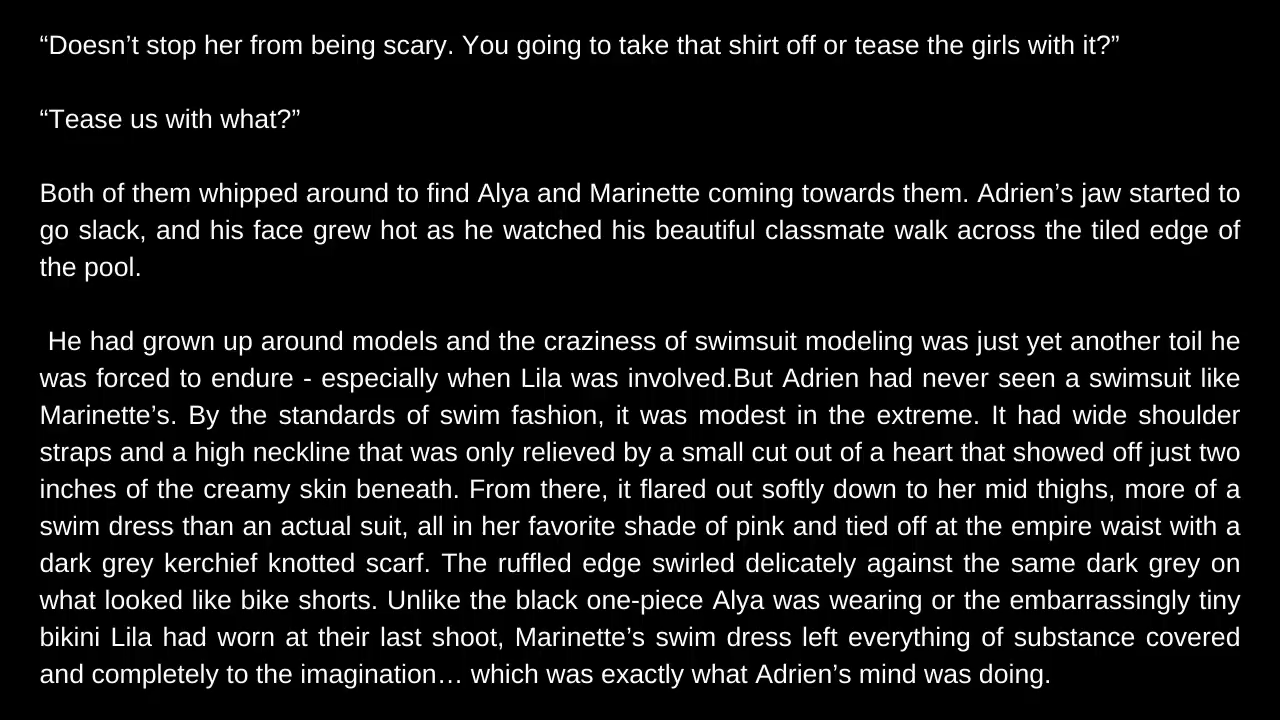 “Doesn’t stop her from being scary. You going to take that shirt off or tease the girls with it?”
“Tease us with what?”
Both of them whipped around to find Alya and Marinette coming towards them. Adrien’s jaw started to
go slack, and his face grew hot as he watched his beautiful classmate walk across the tiled edge of
the pool.
He had grown up around models and the craziness of swimsuit modeling was just yet another toil he
was forced to endure - especially when Lila was involved.But Adrien had never seen a swimsuit like
Marinette’s. By the standards of swim fashion, it was modest in the extreme. It had wide shoulder
straps and a high neckline that was only relieved by a small cut out of a heart that showed off just two
inches of the creamy skin beneath. From there, it flared out softly down to her mid thighs, more of a
swim dress than an actual suit, all in her favorite shade of pink and tied off at the empire waist with a
dark grey kerchief knotted scarf. The ruffled edge swirled delicately against the same dark grey on
what looked like bike shorts. Unlike the black one-piece Alya was wearing or the embarrassingly tiny
bikini Lila had worn at their last shoot, Marinette’s swim dress left everything of substance covered
and completely to the imagination… which was exactly what Adrien’s mind was doing.